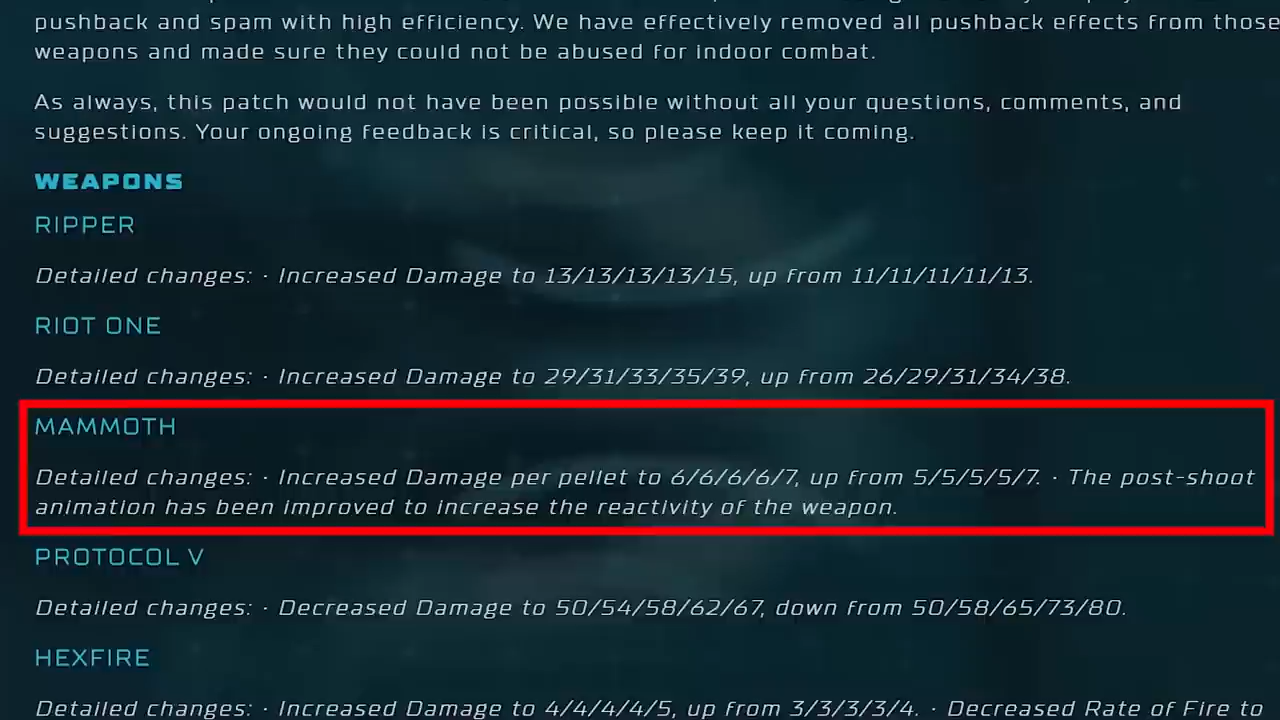 pushback and spam with high efficiency. We have effectively removed all pushback effects from those
weapons and made sure they could not be abused for indoor combat.
As always, this patch would not have been possible without all your questions, comments, and
suggestions. Your ongoing feedback is critical, so please keep it coming.
WEAPONS
RIPPER
Detailed changes: · Increased Damage to 13/13/13/13/15, up from 11/11/11/11/13.
RIOT ONE
Detailed changes: · Increased Damage to 29/31/33/35/39, up from 26/29/31/34/38.
MAMMOTH
Detailed changes: · Increased Damage per pellet to 6/6/6/6/7, up from 5/5/5/5/7. · The post-shoot
animation has been improved to increase the reactivity of the weapon.
PROTOCOL V
Detailed changes: · Decreased Damage to 50/54/58/62/67, down from 50/58/65/73/80.
HEXFIRE
Detailed changes: · Increased Damage to 4/4/4/4/5, up from 3/3/3/3/4. · Decreased Rate of Fire to